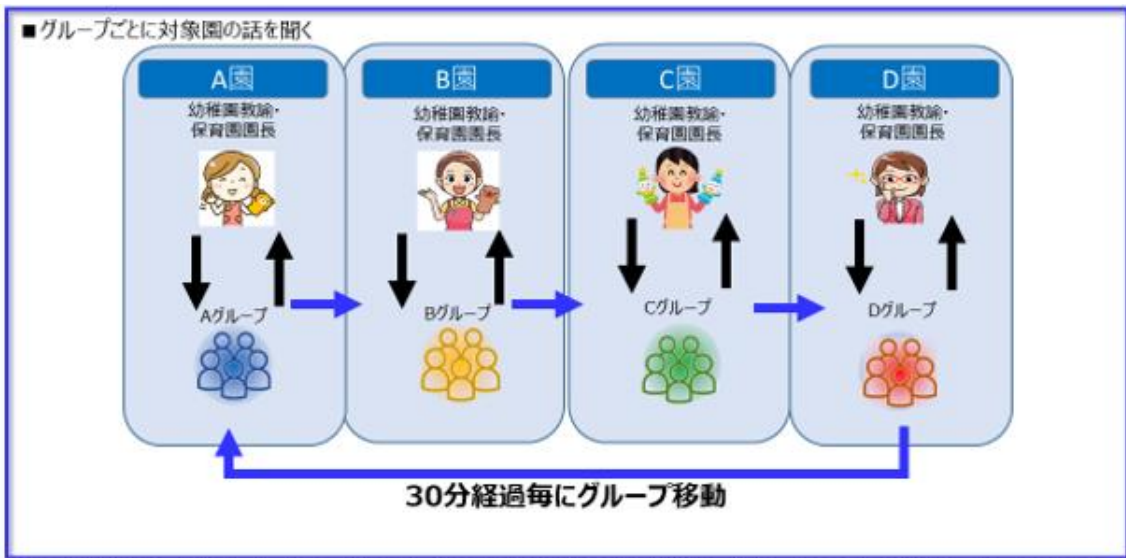 ■グループごとに対象園の話を聞く
A園
幼稚園教諭・
保育園園長
Aグループ
B園
幼稚園教諭・
保育園園長
Bグループ
C園
幼稚園教諭・
保育園園長
Cグループ
D園
幼稚園教諭・
保育園園長
Dグループ
30分経過毎にグループ移動